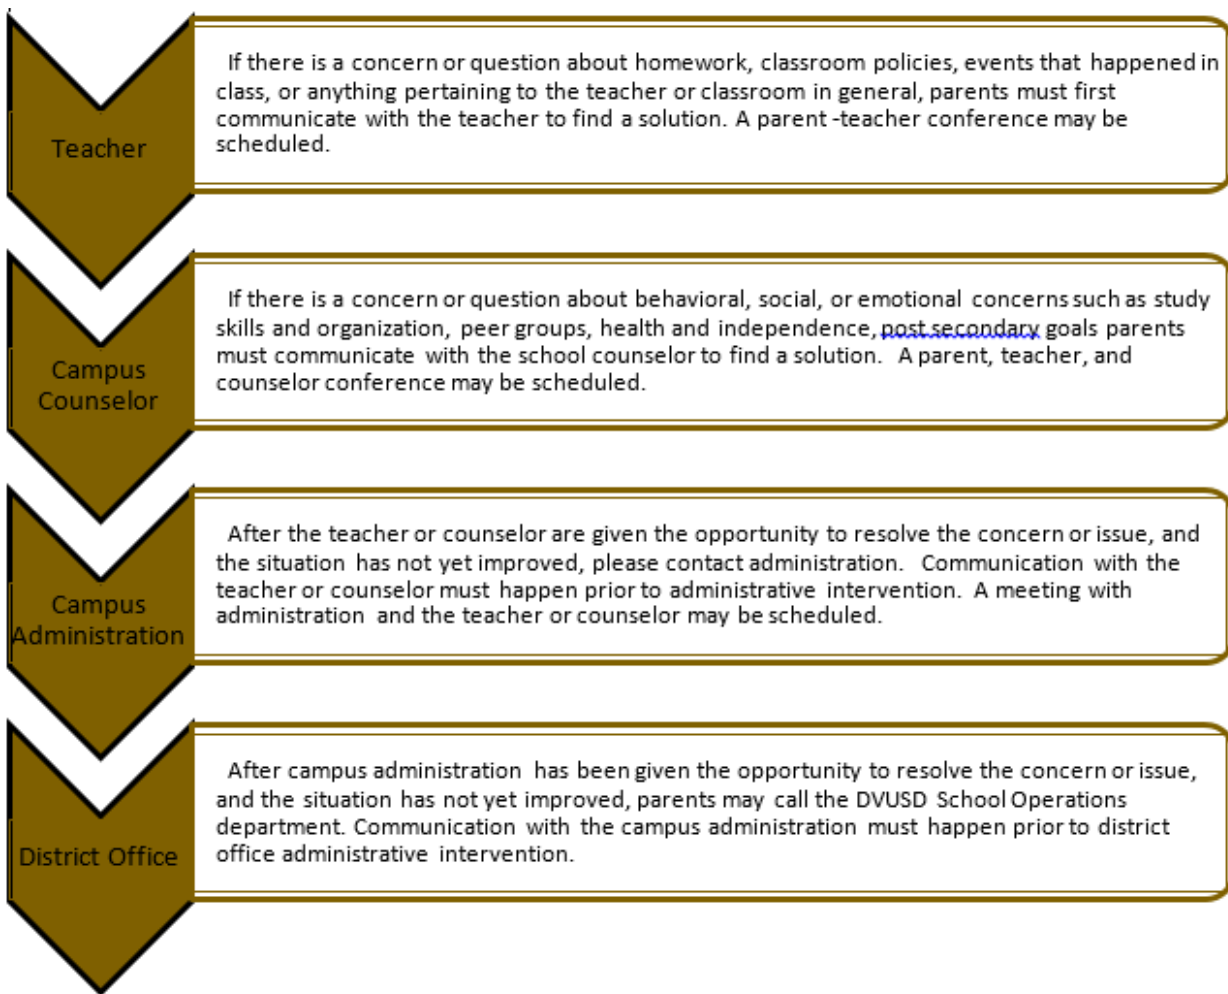 If there is a concern or question about homework, classroom policies, events that happened in
class, or anything pertaining to the teacher or classroom in general, parents must first
communicate with the teacher to find a solution. A parent -teacher conference may be
scheduled.
Teacher
If there is a concern or question about behavioral, social, or emotional concerns such as study
skills and organization, peer groups, health and independence, post secondary goals parents
must communicate with the school counselor to find a solution. A parent, teacher, and
counselor conference may be scheduled.
Campus
Counselor
After the teacher or counselor are given the opportunity to resolve the concern or issue, and
the situation has not yet improved, please contact administration. Communication with the
teacher or counselor must happen prior to administrative intervention. A meeting with
administration and the teacher or counselor may be scheduled.
Campus
Administration
After campus administration has been given the opportunity to resolve the concern or issue,
and the situation has not yet improved, parents may call the DVUSD School Operations
department. Communication with the campus administration must happen prior to district
office administrative intervention.
District Office